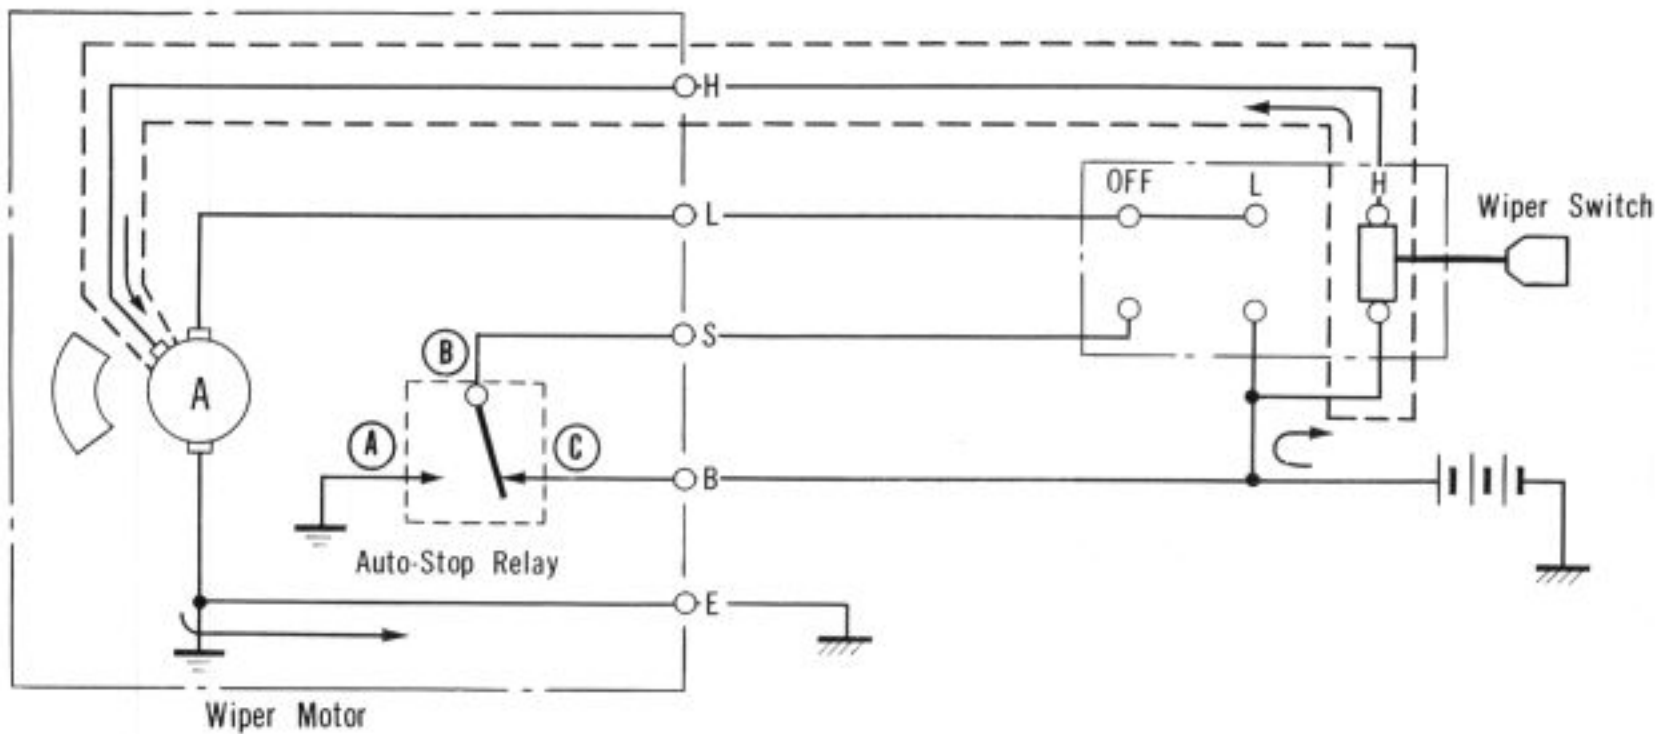 H
OFF
L
H
Wiper Switch
L
S
B
A
A
C
B
Auto-Stop Relay
E
Wiper Motor